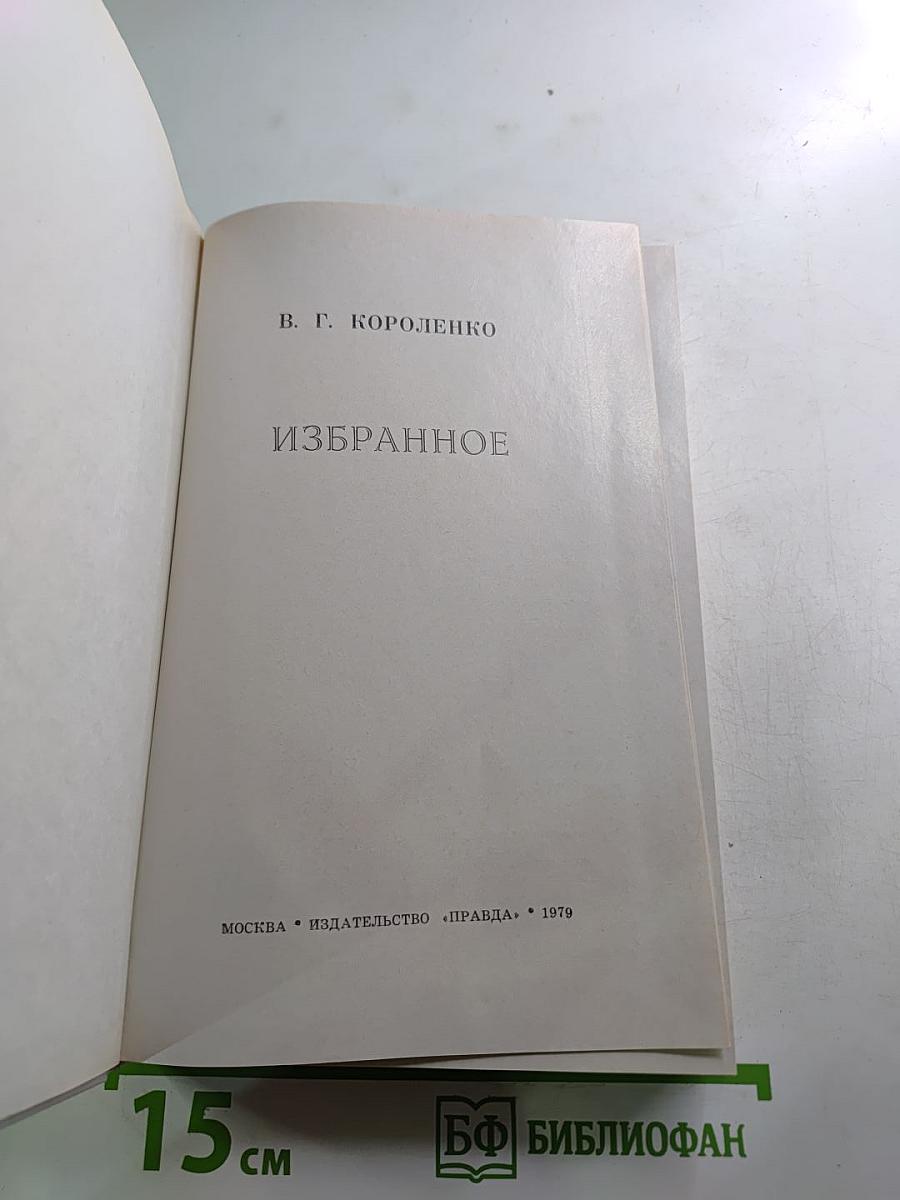 В. Г. КОРОЛЕНКО
ИЗБРАННОЕ
МОСКВА • ИЗДАТЕЛЬСТВО «ПРАВДА» • 1979
15 см
БФ БИБЛИОФАН